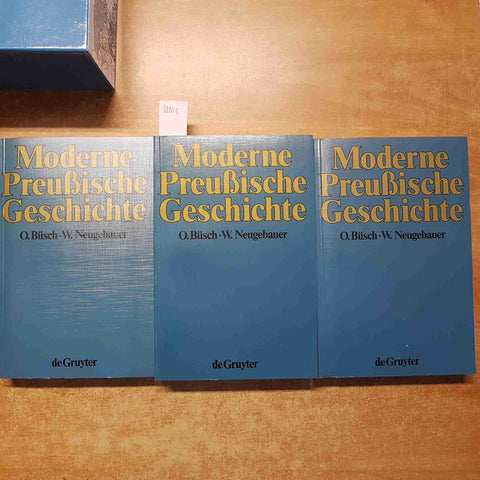 Moderne
Preußische
Geschichte
O. Büsch · W. Neugebauer
de Gruyter
Moderne
Preußische
Geschichte
O. Büsch · W. Neugebauer
de Gruyter
Moderne
Preußische
Geschichte
O. Büsch · W. Neugebauer
de Gruyter